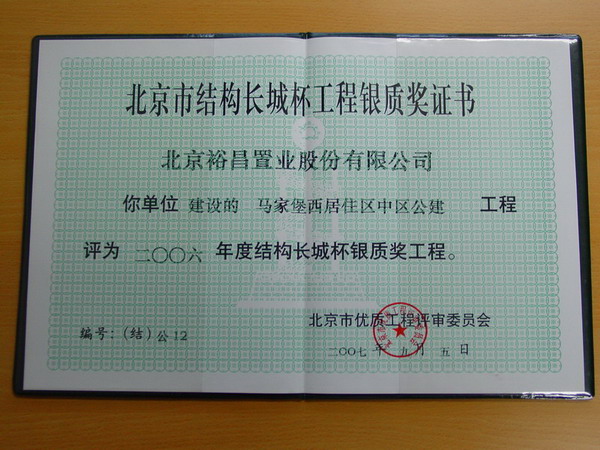 北京市结构长城杯工程银质奖证书
北京裕昌置业股份有限公司
你单位 建设的 马家堡西居住区中区公建 工程
评为 二〇〇六 年度结构长城杯银质奖工程。
北京市优质工程评审委员会
编号:(结)公12
二〇〇七年 九月 五日